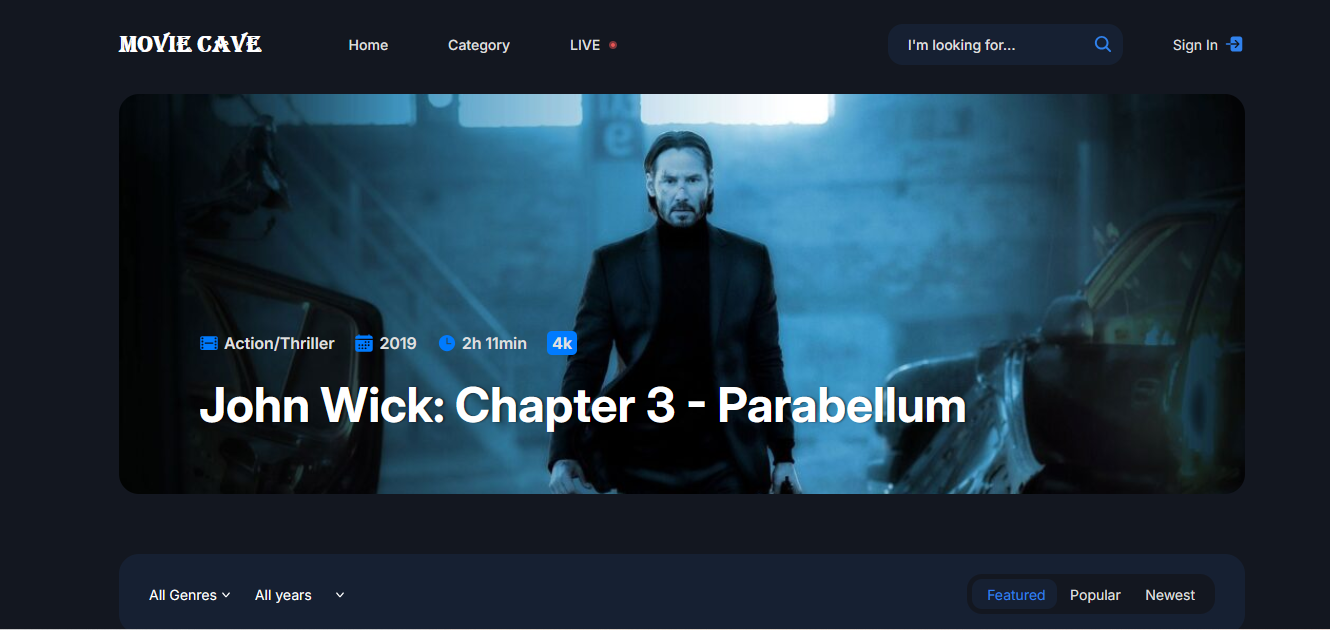 MOVIE CAVE Home Category LIVE I'm looking for... Sign In
Action/Thriller 2019 2h 11min 4k
John Wick: Chapter 3 - Parabellum
All Genres All years Featured Popular Newest